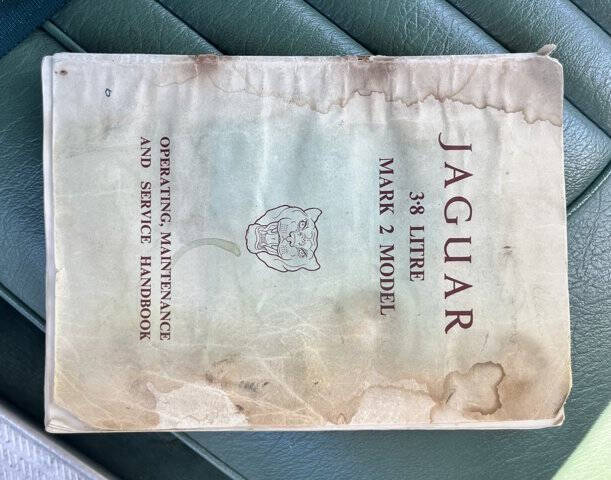 JAGUAR
3·8 LITRE
MARK 2 MODEL
OPERATING, MAINTENANCE
AND SERVICE HANDBOOK